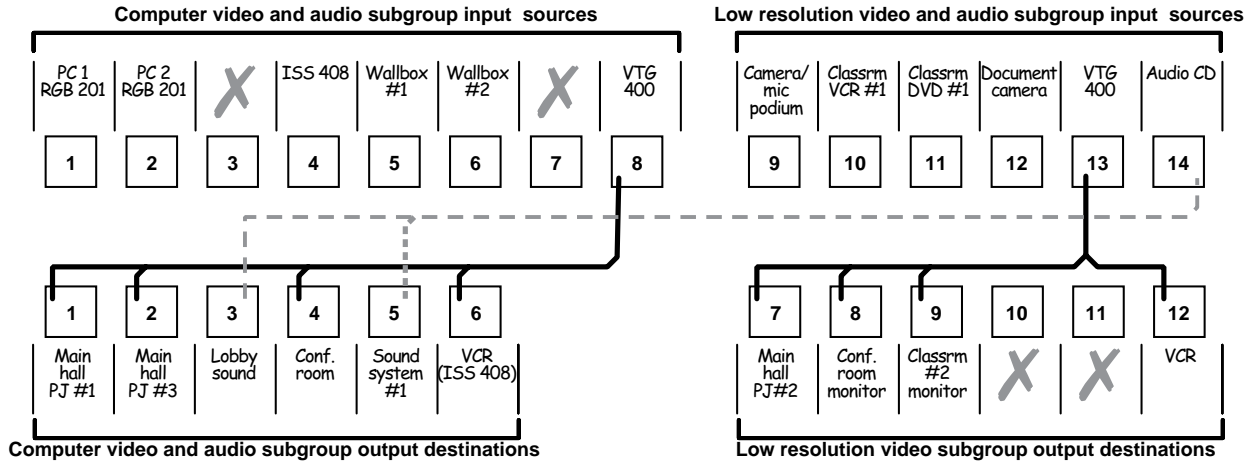 Computer video and audio subgroup input sources
Low resolution video and audio subgroup input sources
PC 1
RGB 201
PC 2
RGB 201
ISS 408
Wallbox
#1
Wallbox
#2
VTG
400
Camera/
mic
podium
Classrm
VCR #1
Classrm
DVD #1
Document
camera
VTG
400
Audio CD
1
2
3
4
5
6
7
8
9
10
11
12
13
14
1
2
3
4
5
6
7
8
9
10
11
12
Main
hall
PJ #1
Main
hall
PJ #3
Lobby
sound
Conf.
room
Sound
system
#1
VCR
(ISS 408)
Main
hall
PJ#2
Conf.
room
monitor
Classrm
#2
monitor
VCR
Computer video and audio subgroup output destinations
Low resolution video subgroup output destinations